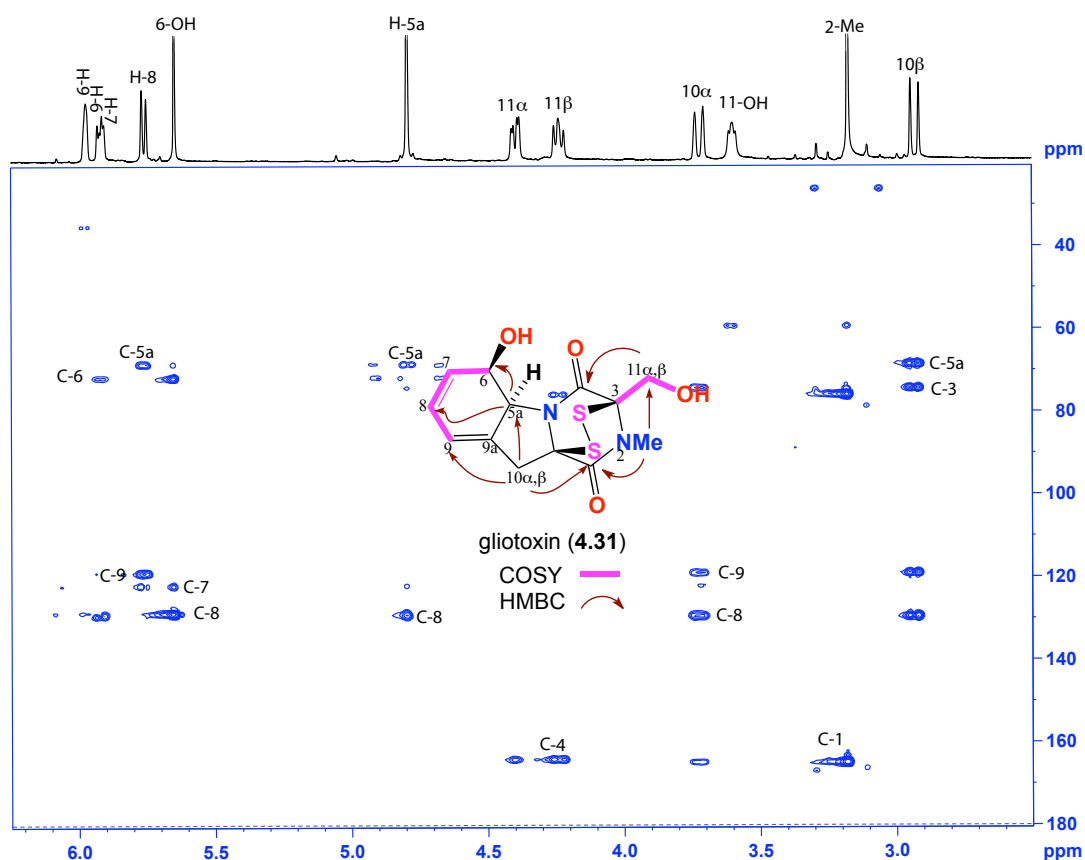 6-OH
H-5a
2-Me
H-9
H-6
H-7
H-8
11α
11β
10α
11-OH
10β
ppm
40
60
80
100
120
140
160
180
C-5a
C-6
C-5a
C-5a
C-3
C-9
C-7
C-8
C-8
C-9
C-8
C-4
C-1
OH
7
6
H
O
11α,β
3
OH
8
5a
N
S
S
NMe
2
9
9a
10α,β
O
gliotoxin (4.31)
COSY
HMBC
6.0 5.5 5.0 4.5 4.0 3.5 3.0 ppm